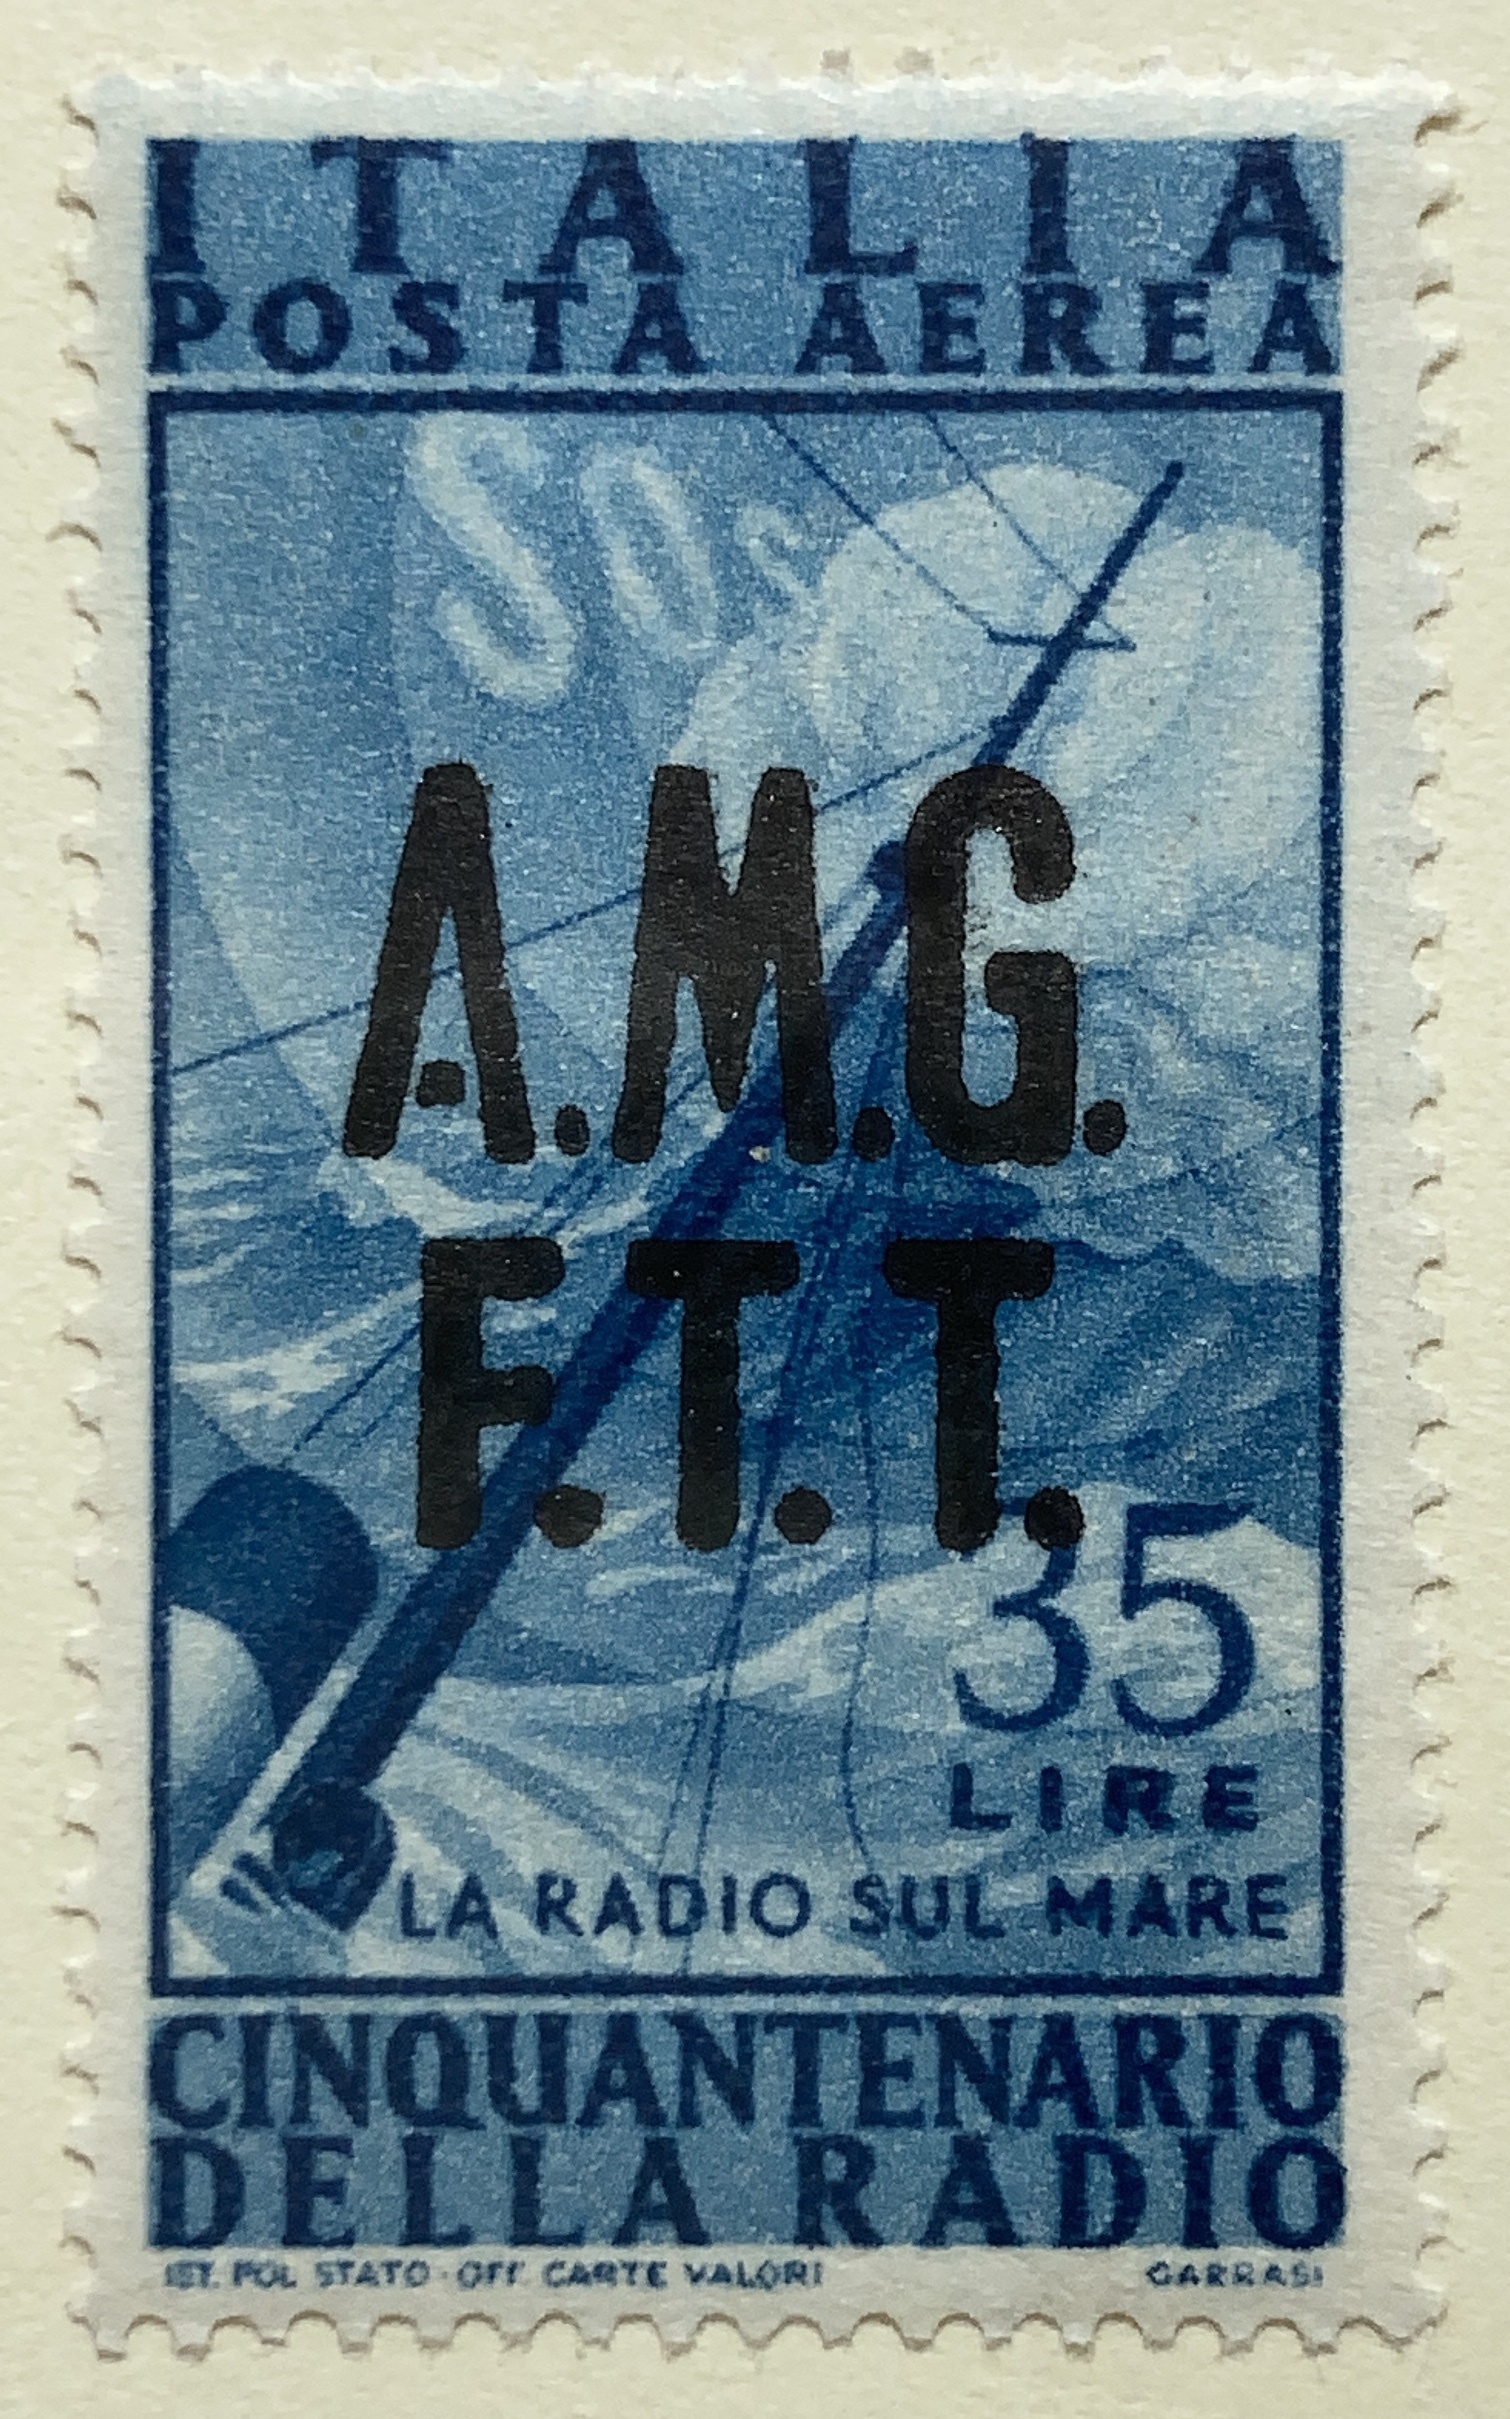 ITALIA
POSTA AEREA
SOS
A.M.G.
F.T.T.
35
LIRE
LA RADIO SUL MARE
CINQUANTENARIO
DELLA RADIO
IST. POL. STATO · OFF. CARTE VALORI GARRASI